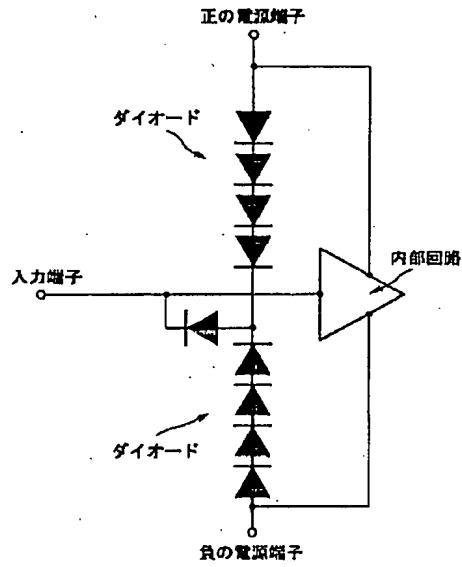 正の電源端子
ダイオード
入力端子
内部回路
ダイオード
負の電源端子